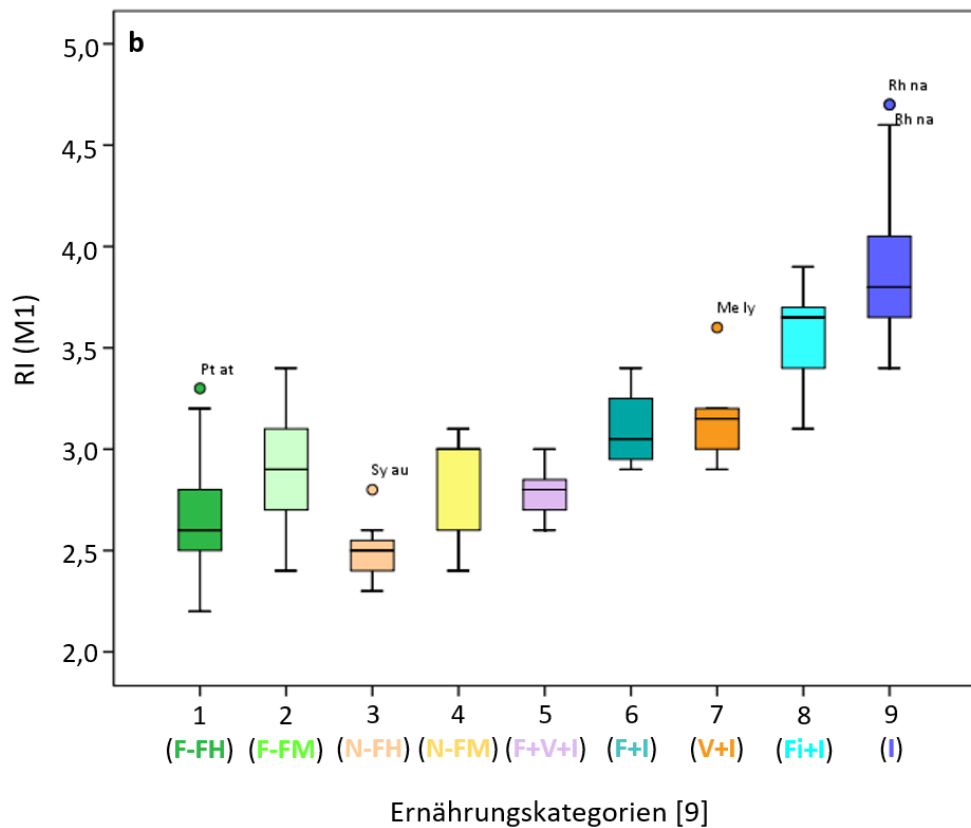 b
5,0
4,5
4,0
3,5
3,0
2,5
2,0
RI (M1)
Rh na
Rh na
Me ly
Pt at
Sy au
1 2 3 4 5 6 7 8 9
(F-FH) (F-FM) (N-FH) (N-FM) (F+V+I) (F+I) (V+I) (Fi+I) (I)
Ernährungskategorien [9]